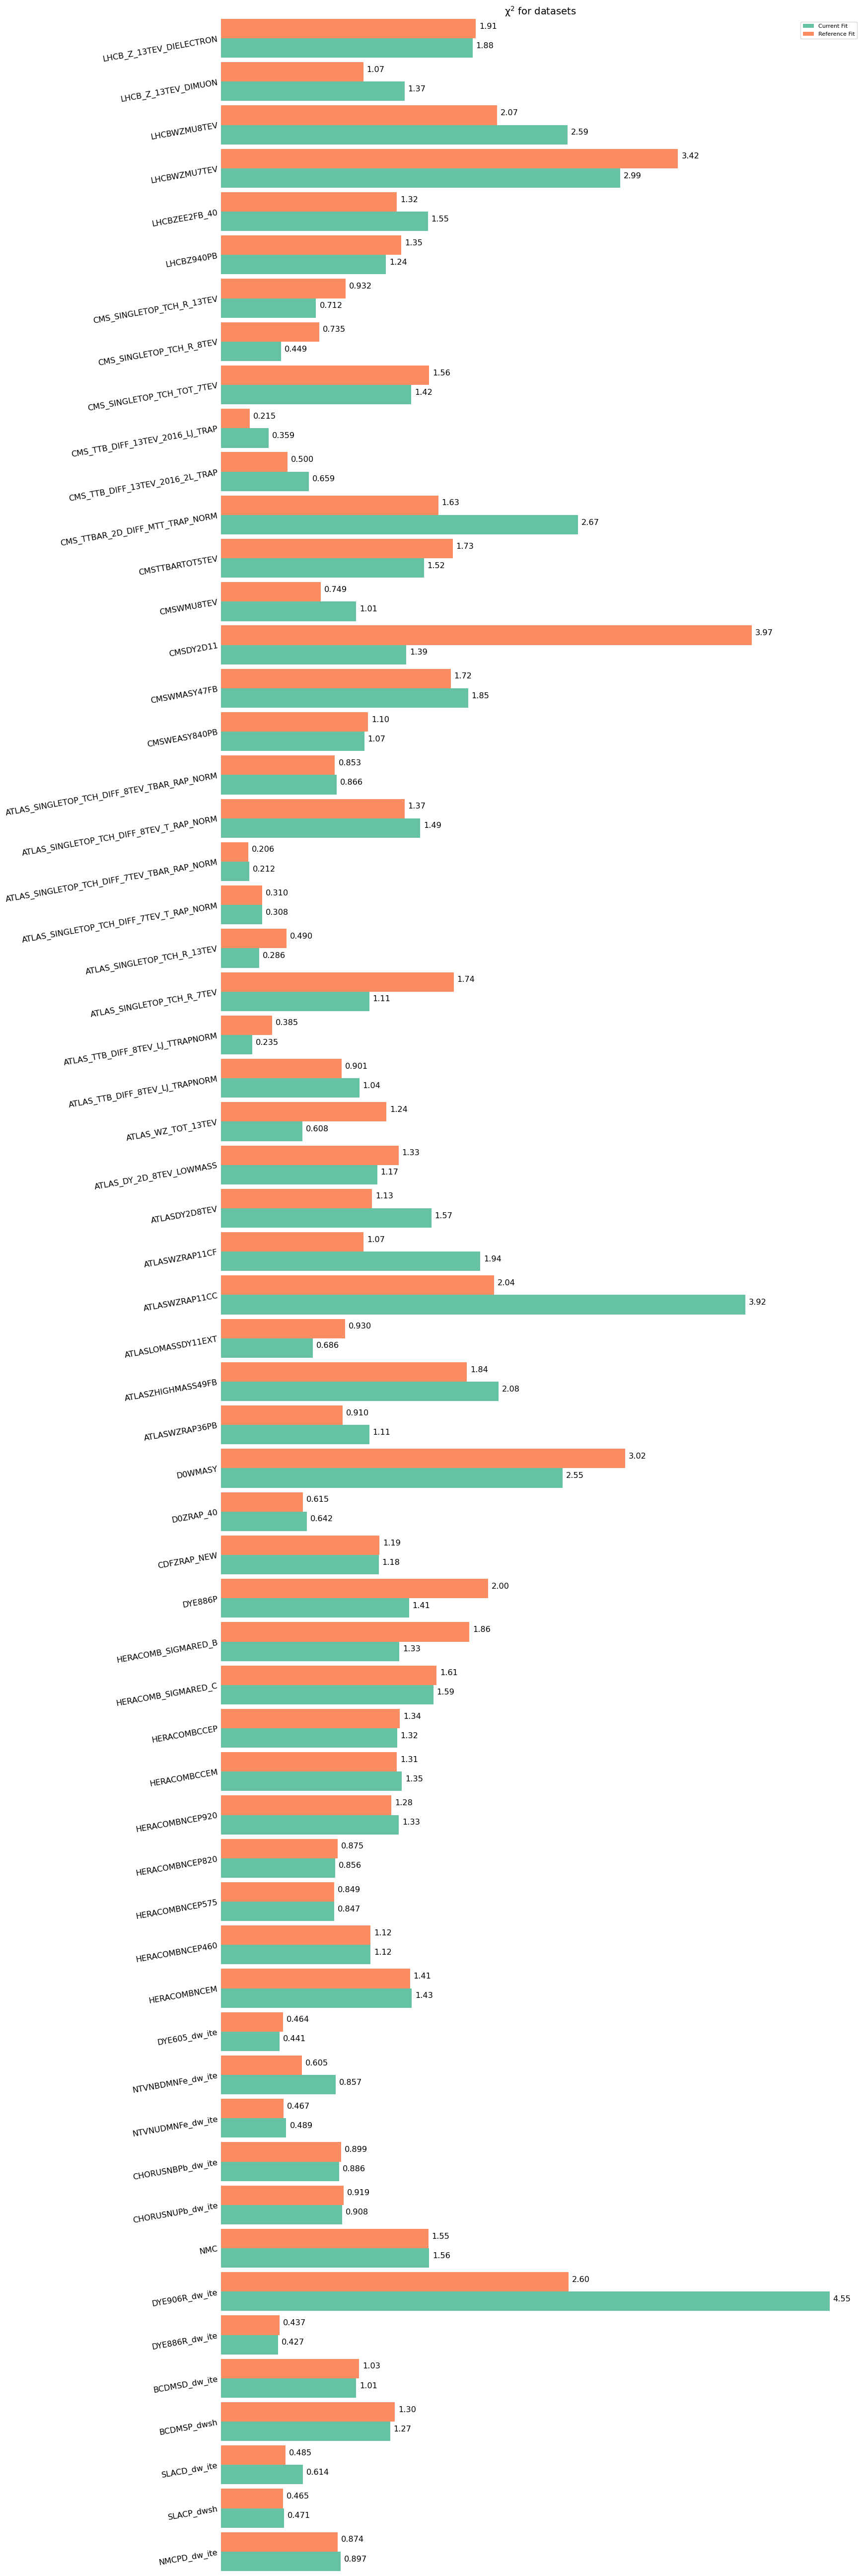 χ² for datasets
Current Fit
Reference Fit
LHCB_Z_13TEV_DIELECTRON
1.91
1.88
LHCB_Z_13TEV_DIMUON
1.07
1.37
LHCBWZMU8TEV
2.07
2.59
LHCBWZMU7TEV
3.42
2.99
LHCBZEE2FB_40
1.32
1.55
LHCBZ940PB
1.35
1.24
CMS_SINGLETOP_TCH_R_13TEV
0.932
0.712
CMS_SINGLETOP_TCH_R_8TEV
0.735
0.449
CMS_SINGLETOP_TCH_TOT_7TEV
1.56
1.42
CMS_TTB_DIFF_13TEV_2016_LJ_TRAP
0.215
0.359
CMS_TTB_DIFF_13TEV_2016_2L_TRAP
0.500
0.659
CMS_TTBAR_2D_DIFF_MTT_TRAP_NORM
1.63
2.67
CMSTTBARTOT5TEV
1.73
1.52
CMSWMU8TEV
0.749
1.01
CMSDY2D11
3.97
1.39
CMSWMASY47FB
1.72
1.85
CMSWEASY840PB
1.10
1.07
ATLAS_SINGLETOP_TCH_DIFF_8TEV_TBAR_RAP_NORM
0.853
0.866
ATLAS_SINGLETOP_TCH_DIFF_8TEV_T_RAP_NORM
1.37
1.49
ATLAS_SINGLETOP_TCH_DIFF_7TEV_TBAR_RAP_NORM
0.206
0.212
ATLAS_SINGLETOP_TCH_DIFF_7TEV_T_RAP_NORM
0.310
0.308
ATLAS_SINGLETOP_TCH_R_13TEV
0.490
0.286
ATLAS_SINGLETOP_TCH_R_7TEV
1.74
1.11
ATLAS_TTB_DIFF_8TEV_LJ_TTRAPNORM
0.385
0.235
ATLAS_TTB_DIFF_8TEV_LJ_TRAPNORM
0.901
1.04
ATLAS_WZ_TOT_13TEV
1.24
0.608
ATLAS_DY_2D_8TEV_LOWMASS
1.33
1.17
ATLASDY2D8TEV
1.13
1.57
ATLASWZRAP11CF
1.07
1.94
ATLASWZRAP11CC
2.04
3.92
ATLASLOMASSDY11EXT
0.930
0.686
ATLASZHIGHMASS49FB
1.84
2.08
ATLASWZRAP36PB
0.910
1.11
D0WMASY
3.02
2.55
D0ZRAP_40
0.615
0.642
CDFZRAP_NEW
1.19
1.18
DYE886P
2.00
1.41
HERACOMB_SIGMARED_B
1.86
1.33
HERACOMB_SIGMARED_C
1.61
1.59
HERACOMBCCEP
1.34
1.32
HERACOMBCCEM
1.31
1.35
HERACOMBNCEP920
1.28
1.33
HERACOMBNCEP820
0.875
0.856
HERACOMBNCEP575
0.849
0.847
HERACOMBNCEP460
1.12
1.12
HERACOMBNCEM
1.41
1.43
DYE605_dw_ite
0.464
0.441
NTVNBDMNFe_dw_ite
0.605
0.857
NTVNUDMNFe_dw_ite
0.467
0.489
CHORUSNBPb_dw_ite
0.899
0.886
CHORUSNUPb_dw_ite
0.919
0.908
NMC
1.55
1.56
DYE906R_dw_ite
2.60
4.55
DYE886R_dw_ite
0.437
0.427
BCDMSD_dw_ite
1.03
1.01
BCDMSP_dwsh
1.30
1.27
SLACD_dw_ite
0.485
0.614
SLACP_dwsh
0.465
0.471
NMCPD_dw_ite
0.874
0.897